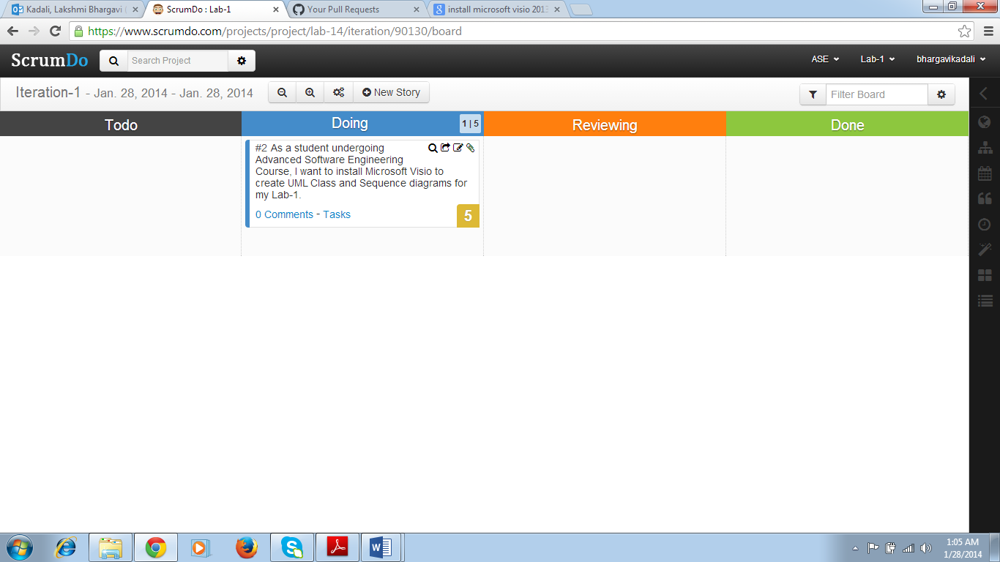 Kadali, Lakshmi Bhargavi (
ScrumDo : Lab-1
Your Pull Requests
install microsoft visio 2013
https://www.scrumdo.com/projects/project/lab-14/iteration/90130/board
ScrumDo
Search Project
ASE
Lab-1
bhargavikadali
Iteration-1 - Jan. 28, 2014 - Jan. 28, 2014
New Story
Filter Board
Todo
Doing
1 | 5
Reviewing
Done
#2 As a student undergoing
Advanced Software Engineering
Course, I want to install Microsoft Visio to
create UML Class and Sequence diagrams for
my Lab-1.
0 Comments - Tasks
5
1:05 AM
1/28/2014